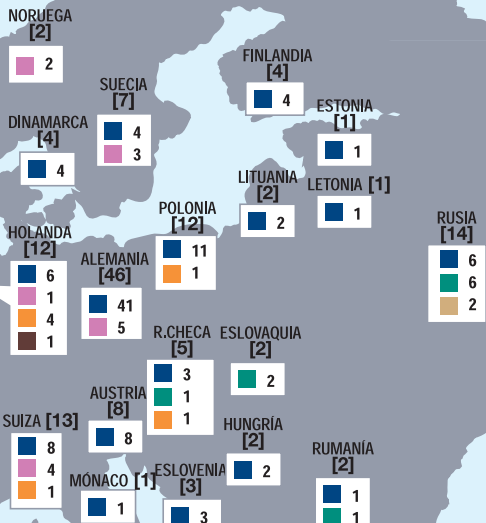 NORUEGA
[2]
2
SUECIA
[7]
4
3
FINLANDIA
[4]
4
ESTONIA
[1]
1
DINAMARCA
[4]
4
LITUANIA
[2]
2
LETONIA [1]
1
POLONIA
[12]
11
1
RUSIA
[14]
6
6
2
HOLANDA
[12]
6
1
4
1
ALEMANIA
[46]
41
5
R.CHECA
[5]
3
1
1
ESLOVAQUIA
[2]
2
AUSTRIA
[8]
8
SUIZA [13]
8
4
1
HUNGRÍA
[2]
2
RUMANÍA
[2]
1
1
MÓNACO [1]
1
ESLOVENIA
[3]
3